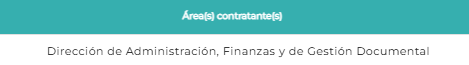 Área(s) contratante(s)
Dirección de Administración, Finanzas y de Gestión Documental